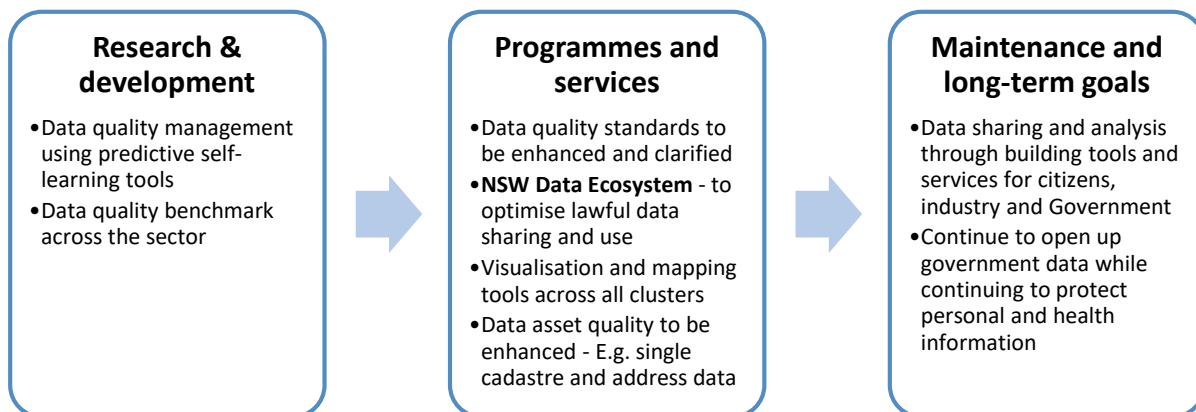 Research &
development
•Data quality management
using predictive self-
learning tools
•Data quality benchmark
across the sector
Programmes and
services
•Data quality standards to
be enhanced and clarified
•NSW Data Ecosystem - to
optimise lawful data
sharing and use
•Visualisation and mapping
tools across all clusters
•Data asset quality to be
enhanced - E.g. single
cadastre and address data
Maintenance and
long-term goals
•Data sharing and analysis
through building tools and
services for citizens,
industry and Government
•Continue to open up
government data while
continuing to protect
personal and health
information